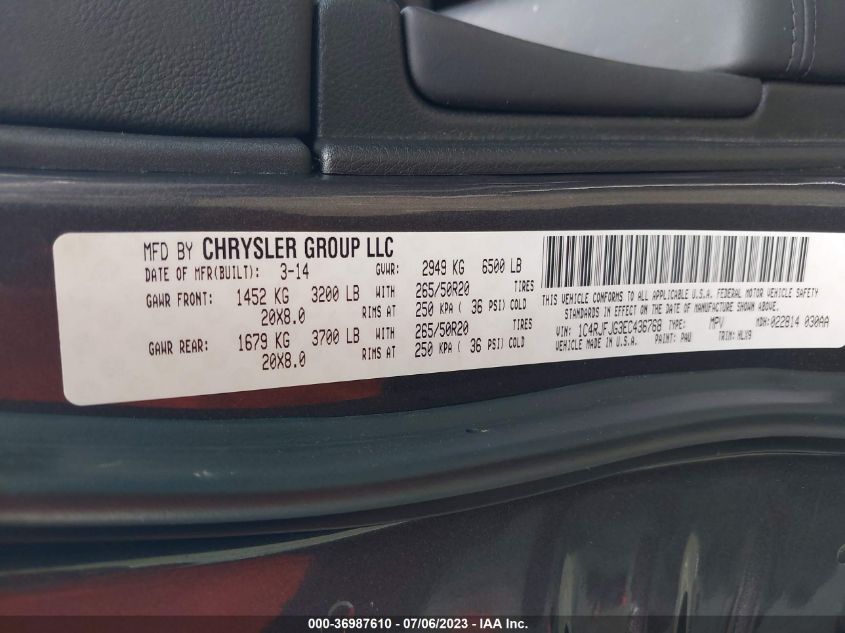 MFD BY CHRYSLER GROUP LLC
DATE OF MFR(BUILT): 3-14 GVWR: 2949 KG 6500 LB
GAWR FRONT: 1452 KG 3200 LB WITH 265/50R20 TIRES
20X8.0 RIMS AT 250 KPA ( 36 PSI) COLD
GAWR REAR: 1679 KG 3700 LB WITH 265/50R20 TIRES
20X8.0 RIMS AT 250 KPA ( 36 PSI) COLD
THIS VEHICLE CONFORMS TO ALL APPLICABLE U.S.A. FEDERAL MOTOR VEHICLE SAFETY
STANDARDS IN EFFECT ON THE DATE OF MANUFACTURE SHOWN ABOVE.
VIN: 1C4RJFJG3EC436768 TYPE: MPV MDH:022814 030AA
VEHICLE MADE IN U.S.A. PAINT: PAU TRIM: HLX9
000-36987610 - 07/06/2023 - IAA Inc.